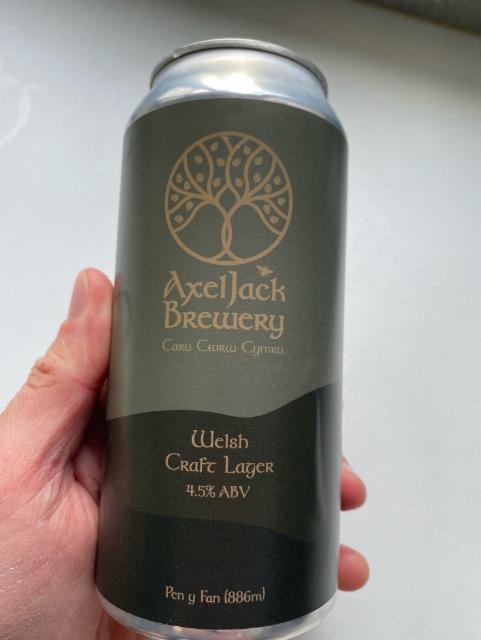 AxelJack
Brewery
Caru Cwrw Cymru
Welsh
Craft Lager
4.5% ABV
Pen y Fan (886m)